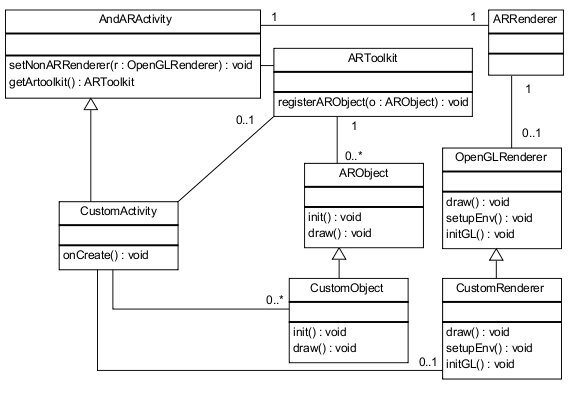 AndARActivity
setNonARRenderer(r : OpenGLRenderer) : void
getArtoolkit() : ARToolkit
1
1
ARRenderer
ARToolkit
registerARObject(o : ARObject) : void
0..1
1
0..*
1
0..1
ARObject
init() : void
draw() : void
OpenGLRenderer
draw() : void
setupEnv() : void
initGL() : void
CustomActivity
onCreate() : void
0..*
CustomObject
init() : void
draw() : void
CustomRenderer
draw() : void
setupEnv() : void
initGL() : void
0..1